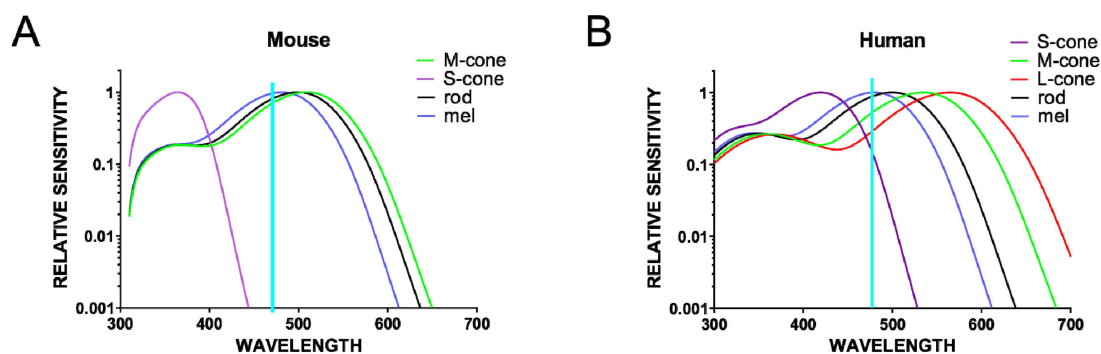 A
Mouse
M-cone
S-cone
rod
mel
RELATIVE SENSITIVITY
1
0.1
0.01
0.001
300
400
500
600
700
WAVELENGTH
B
Human
S-cone
M-cone
L-cone
rod
mel
RELATIVE SENSITIVITY
1
0.1
0.01
0.001
300
400
500
600
700
WAVELENGTH